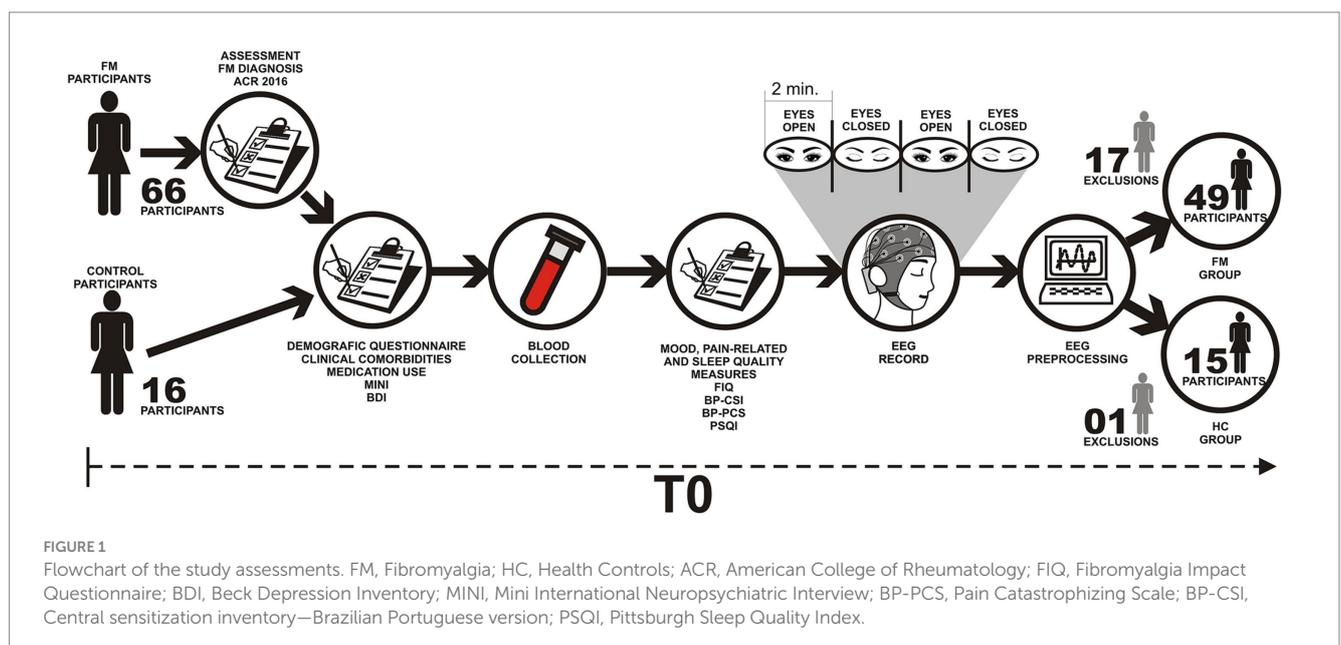 FM
PARTICIPANTS
66
PARTICIPANTS
ASSESSMENT
FM DIAGNOSIS
ACR 2016
CONTROL
PARTICIPANTS
16
PARTICIPANTS
DEMOGRAFIC QUESTIONNAIRE
CLINICAL COMORBIDITIES
MEDICATION USE
MINI
BDI
BLOOD
COLLECTION
MOOD, PAIN-RELATED
AND SLEEP QUALITY
MEASURES
FIQ
BP-CSI
BP-PCS
PSQI
2 min.
EYES
OPEN
EYES
CLOSED
EYES
OPEN
EYES
CLOSED
EEG
RECORD
EEG
PREPROCESSING
17
EXCLUSIONS
49
PARTICIPANTS
FM
GROUP
01
EXCLUSIONS
15
PARTICIPANTS
HC
GROUP
T0
FIGURE 1
Flowchart of the study assessments. FM, Fibromyalgia; HC, Health Controls; ACR, American College of Rheumatology; FIQ, Fibromyalgia Impact
Questionnaire; BDI, Beck Depression Inventory; MINI, Mini International Neuropsychiatric Interview; BP-PCS, Pain Catastrophizing Scale; BP-CSI,
Central sensitization inventory—Brazilian Portuguese version; PSQI, Pittsburgh Sleep Quality Index.